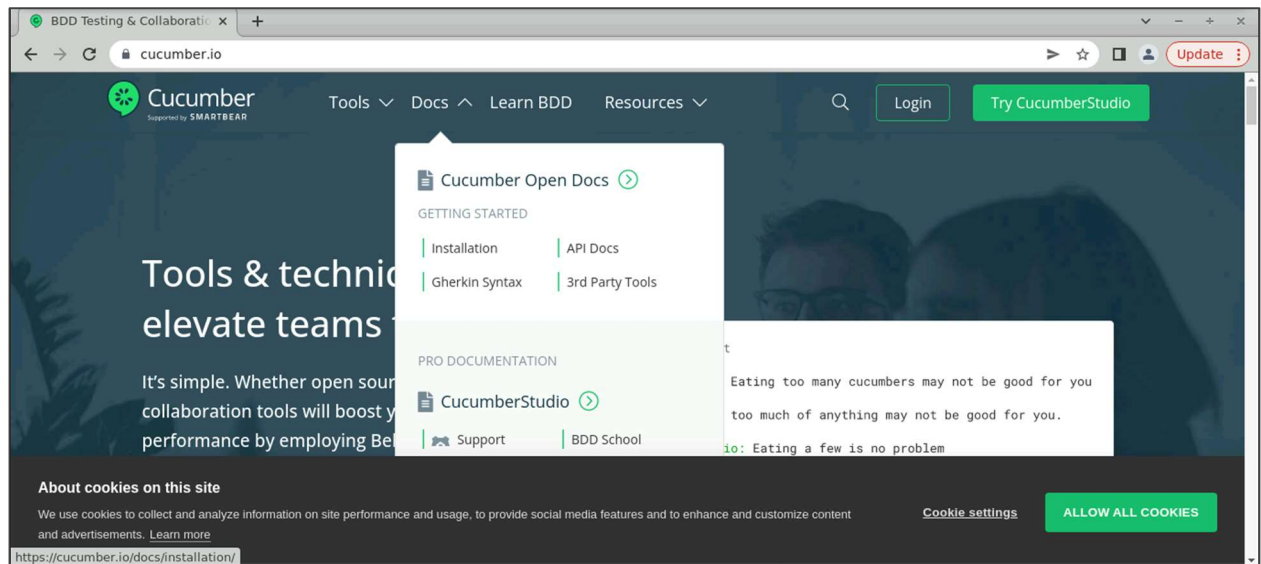 BDD Testing & Collaboratio
cucumber.io
Update
Cucumber
Supported by SMARTBEAR
Tools Docs Learn BDD Resources
Login
Try CucumberStudio
Cucumber Open Docs
GETTING STARTED
Installation API Docs
Gherkin Syntax 3rd Party Tools
PRO DOCUMENTATION
CucumberStudio
Support BDD School
Tools & techniq
elevate teams
It's simple. Whether open sour
collaboration tools will boost y
performance by employing Be
t
Eating too many cucumbers may not be good for you
too much of anything may not be good for you.
io: Eating a few is no problem
About cookies on this site
We use cookies to collect and analyze information on site performance and usage, to provide social media features and to enhance and customize content
and advertisements. Learn more
Cookie settings
ALLOW ALL COOKIES
https://cucumber.io/docs/installation/